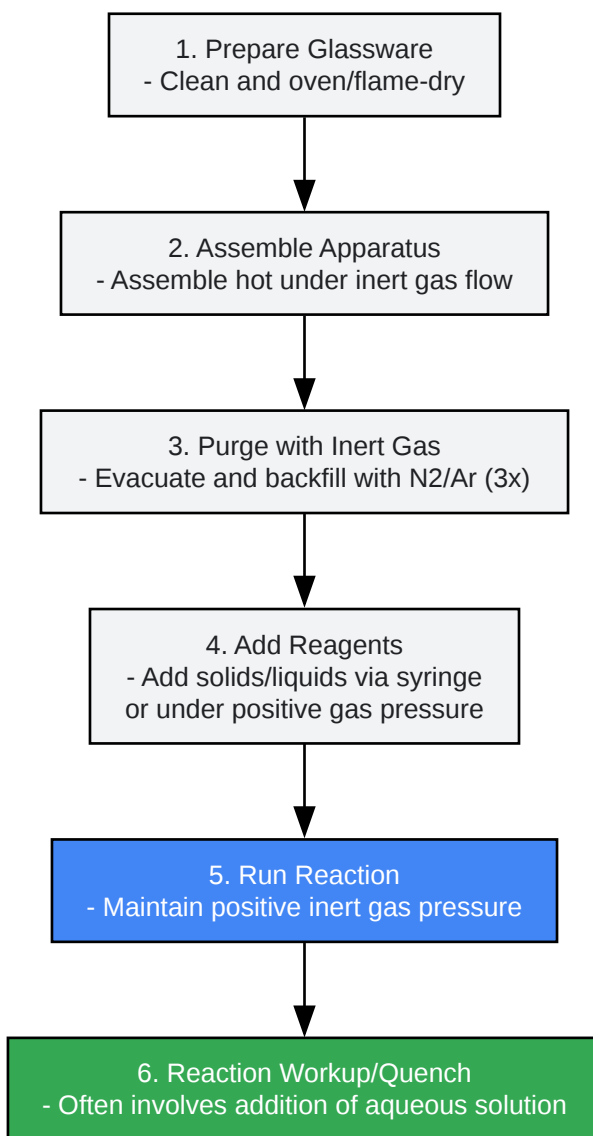 1. Prepare Glassware
- Clean and oven/flame-dry
2. Assemble Apparatus
- Assemble hot under inert gas flow
3. Purge with Inert Gas
- Evacuate and backfill with N2/Ar (3x)
4. Add Reagents
- Add solids/liquids via syringe
or under positive gas pressure
5. Run Reaction
- Maintain positive inert gas pressure
6. Reaction Workup/Quench
- Often involves addition of aqueous solution